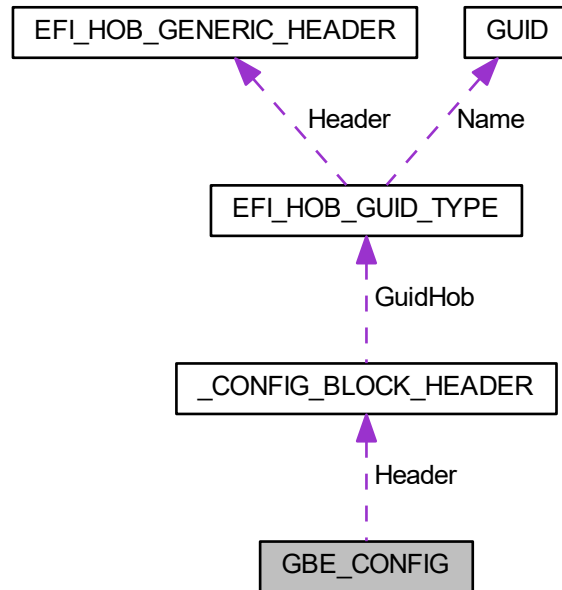 EFI_HOB_GENERIC_HEADER
GUID
Header
Name
EFI_HOB_GUID_TYPE
GuidHob
_CONFIG_BLOCK_HEADER
Header
GBE_CONFIG